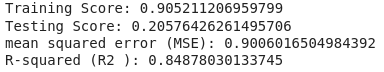 Training Score: 0.905211206959799
Testing Score: 0.20576426261495706
mean squared error (MSE): 0.9006016504984392
R-squared (R2 ): 0.84878030133745